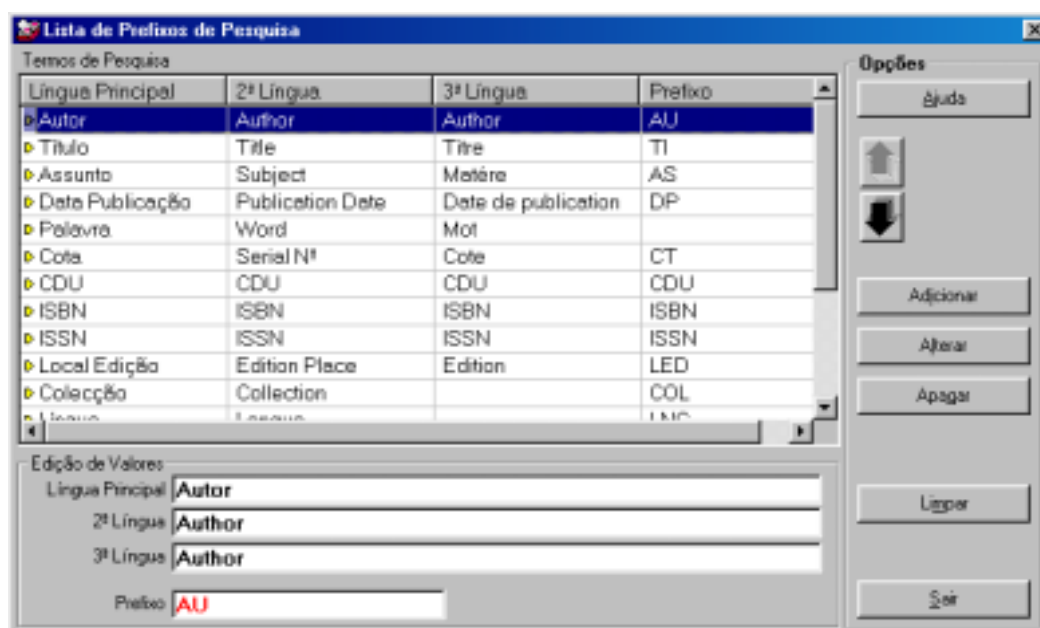 Lista de Prefixos de Pesquisa
Termos de Pesquisa
Opções
Língua Principal 2ª Língua 3ª Língua Prefixo
Ajuda
Autor Author Author AU
Título Title Titre TI
Assunto Subject Matére AS
Data Publicação Publication Date Date de publication DP
Palavra Word Mot
Cota Serial Nº Cote CT
CDU CDU CDU CDU
Adicionar
ISBN ISBN ISBN ISBN
ISSN ISSN ISSN ISSN
Alterar
Local Edição Edition Place Edition LED
Colecção Collection COL
Apagar
Edição de Valores
Língua Principal Autor
Limpar
2ª Língua Author
3ª Língua Author
Prefixo AU
Sair